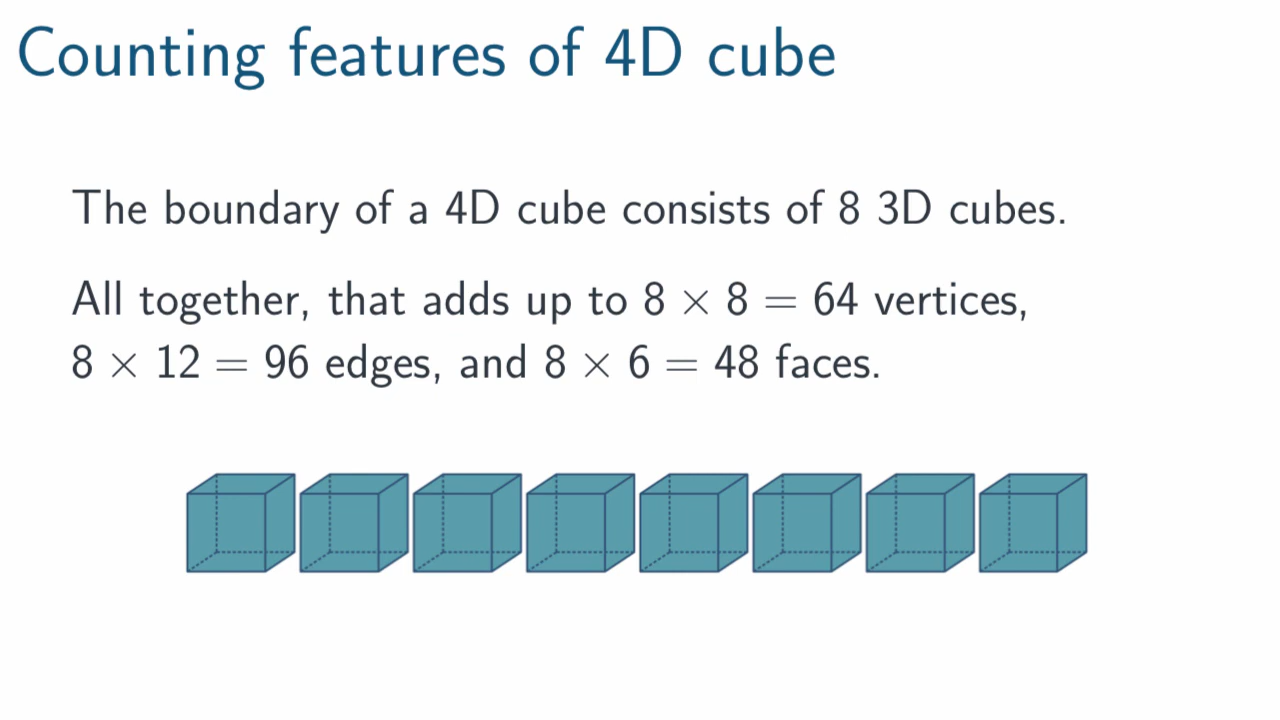 Counting features of 4D cube
The boundary of a 4D cube consists of 8 3D cubes.
All together, that adds up to 8 × 8 = 64 vertices,
8 × 12 = 96 edges, and 8 × 6 = 48 faces.